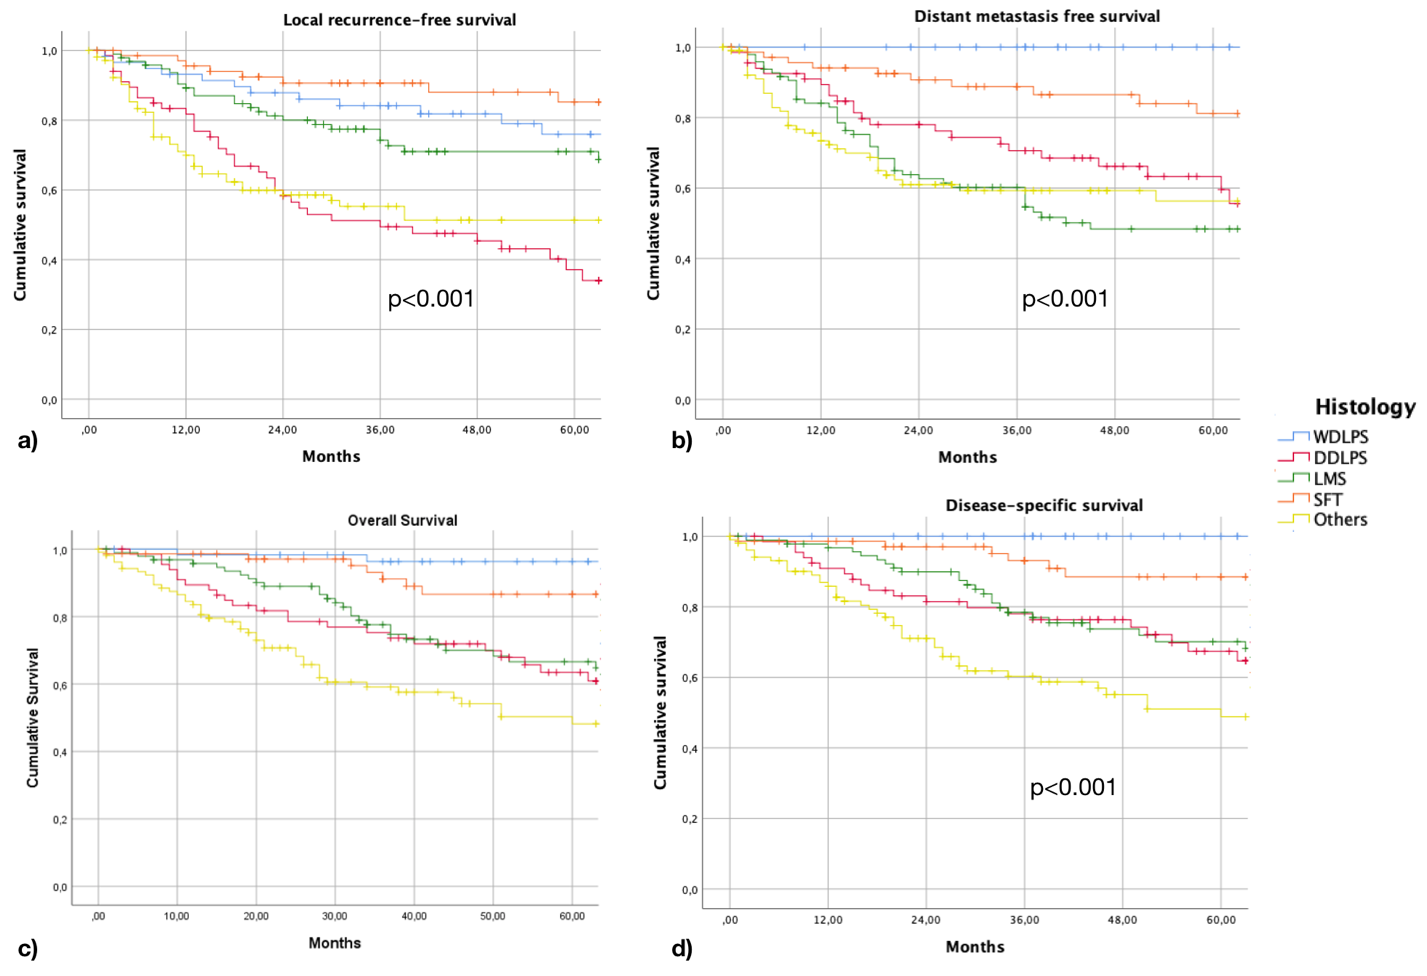 Local recurrence-free survival
Cumulative survival
1,0
0,8
0,6
0,4
0,2
0,0
p<0.001
,00 12,00 24,00 36,00 48,00 60,00
Months
a)
Distant metastasis free survival
Cumulative survival
1,0
0,8
0,6
0,4
0,2
0,0
p<0.001
,00 12,00 24,00 36,00 48,00 60,00
Months
b)
Histology
WDLPS
DDLPS
LMS
SFT
Others
Overall Survival
Cumulative Survival
1,0
0,8
0,6
0,4
0,2
0,0
,00 10,00 20,00 30,00 40,00 50,00 60,00
Months
c)
Disease-specific survival
Cumulative survival
1,0
0,8
0,6
0,4
0,2
0,0
p<0.001
,00 12,00 24,00 36,00 48,00 60,00
Months
d)